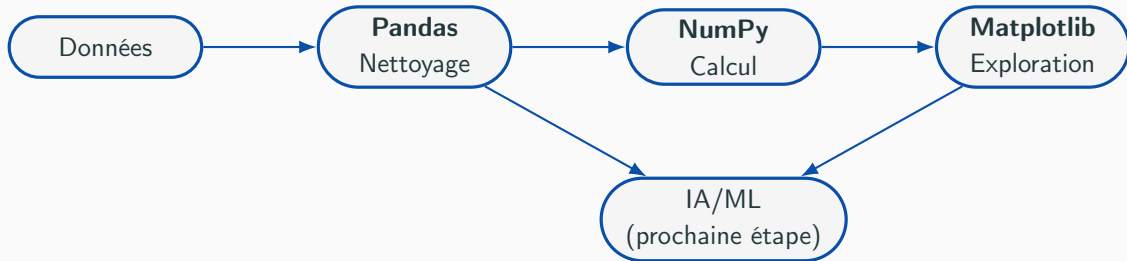 Données
Pandas
Nettoyage
NumPy
Calcul
Matplotlib
Exploration
IA/ML
(prochaine étape)